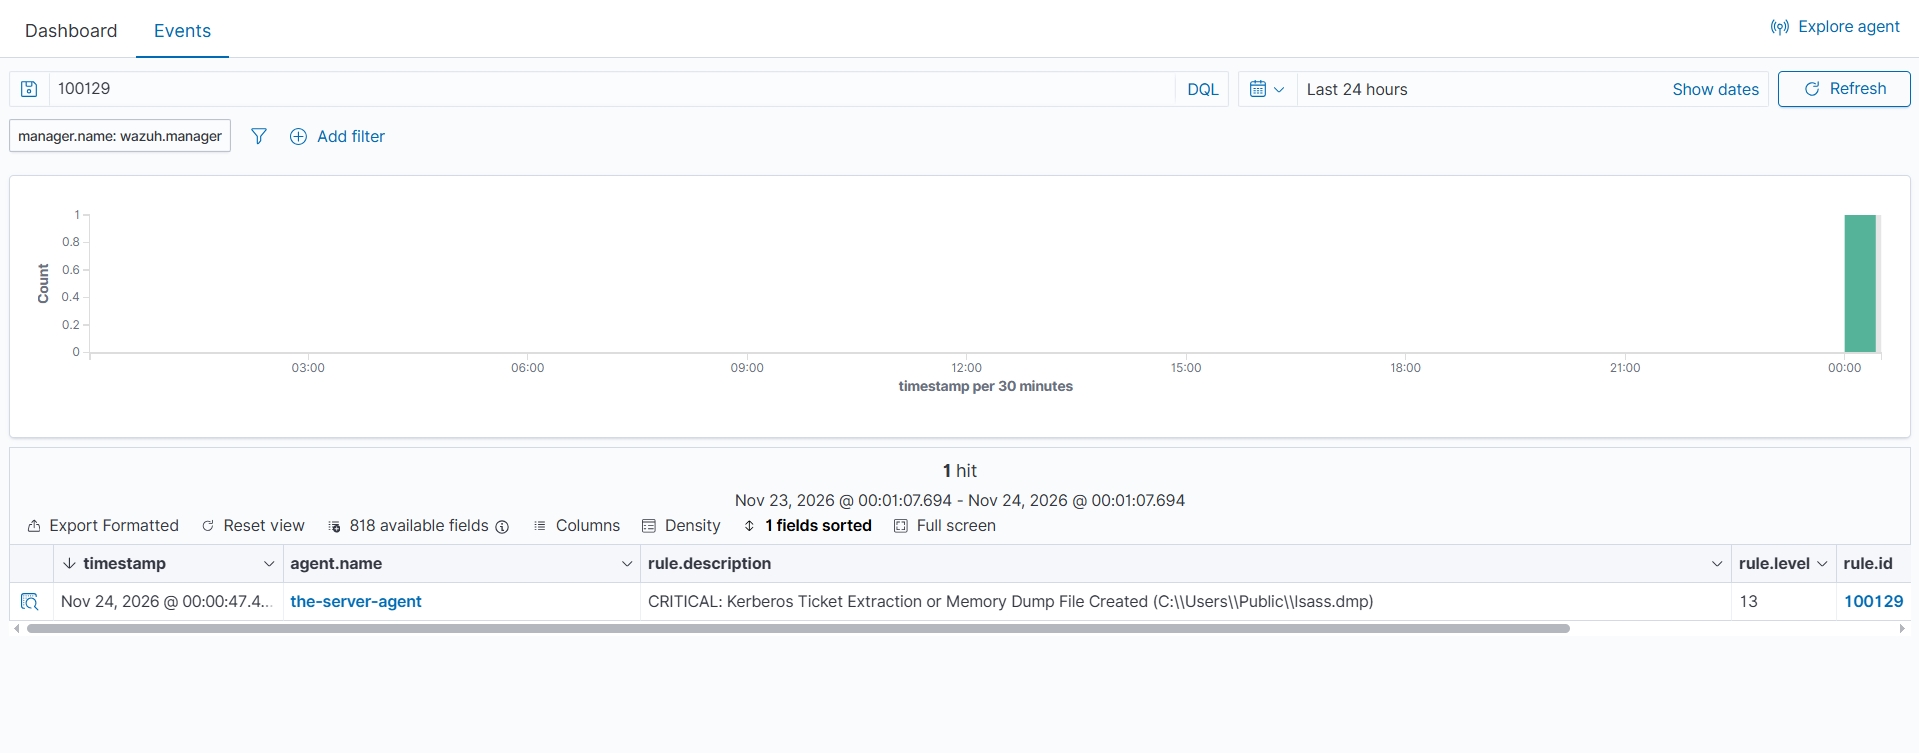 Dashboard Events Explore agent
100129 DQL Last 24 hours Show dates Refresh
manager.name: wazuh.manager Add filter
Count
1
0.8
0.6
0.4
0.2
0
03:00 06:00 09:00 12:00 15:00 18:00 21:00 00:00
timestamp per 30 minutes
1 hit
Nov 23, 2026 @ 00:01:07.694 - Nov 24, 2026 @ 00:01:07.694
Export Formatted Reset view 818 available fields Columns Density 1 fields sorted Full screen
timestamp agent.name rule.description rule.level rule.id
Nov 24, 2026 @ 00:00:47.4... the-server-agent CRITICAL: Kerberos Ticket Extraction or Memory Dump File Created (C:\\Users\\Public\\lsass.dmp) 13 100129